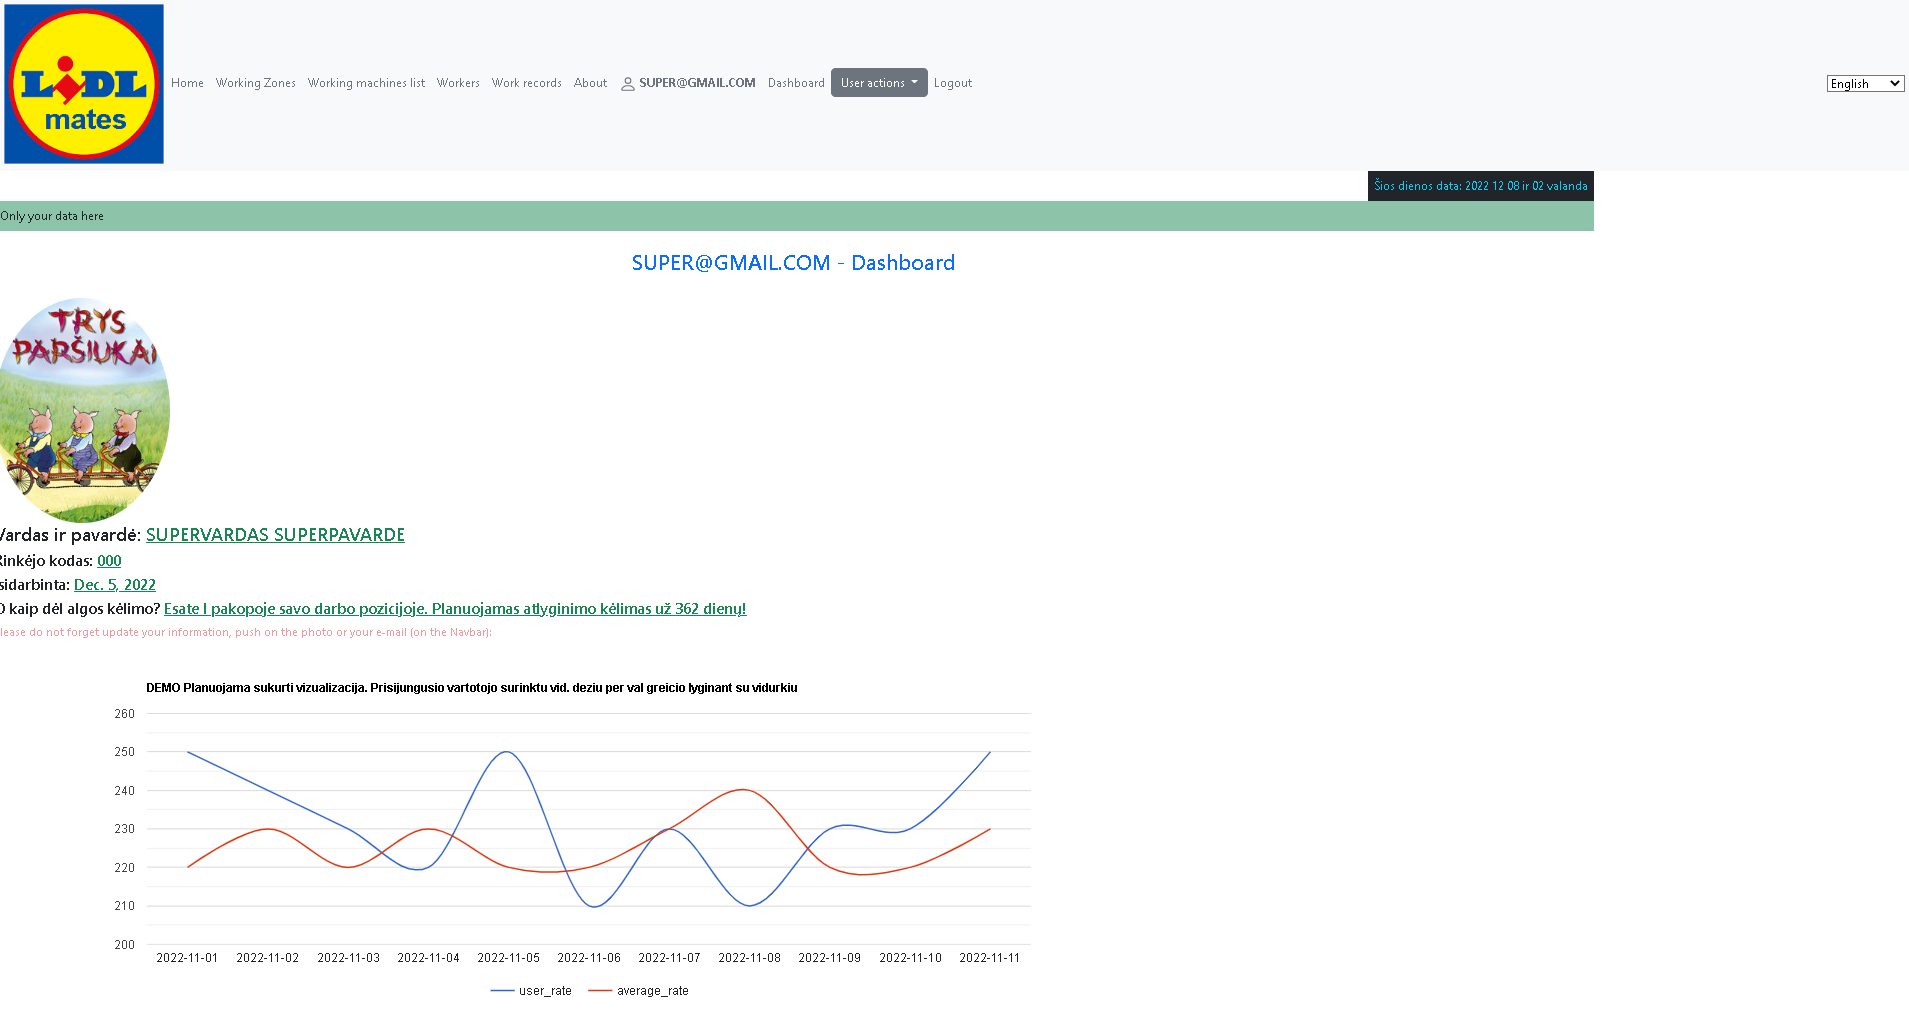 LiDL
mates
Home Working Zones Working machines list Workers Work records About SUPER@GMAIL.COM Dashboard User actions Logout English
Šios dienos data: 2022 12 08 ir 02 valanda
Only your data here
SUPER@GMAIL.COM - Dashboard
TRYS
PARŠIUKAI
Vardas ir pavardė: SUPERVARDAS SUPERPAVARDE
Rinkėjo kodas: 000
sidarbinta: Dec. 5, 2022
O kaip dėl algos kėlimo? Esate I pakopoje savo darbo pozicijoje. Planuojamas atlyginimo kėlimas už 362 dienų!
lease do not forget update your information, push on the photo or your e-mail (on the Navbar):
DEMO Planuojama sukurti vizualizacija. Prisijungusio vartotojo surinktu vid. deziu per val greicio lyginant su vidurkiu
260
250
240
230
220
210
200
2022-11-01 2022-11-02 2022-11-03 2022-11-04 2022-11-05 2022-11-06 2022-11-07 2022-11-08 2022-11-09 2022-11-10 2022-11-11
user_rate average_rate